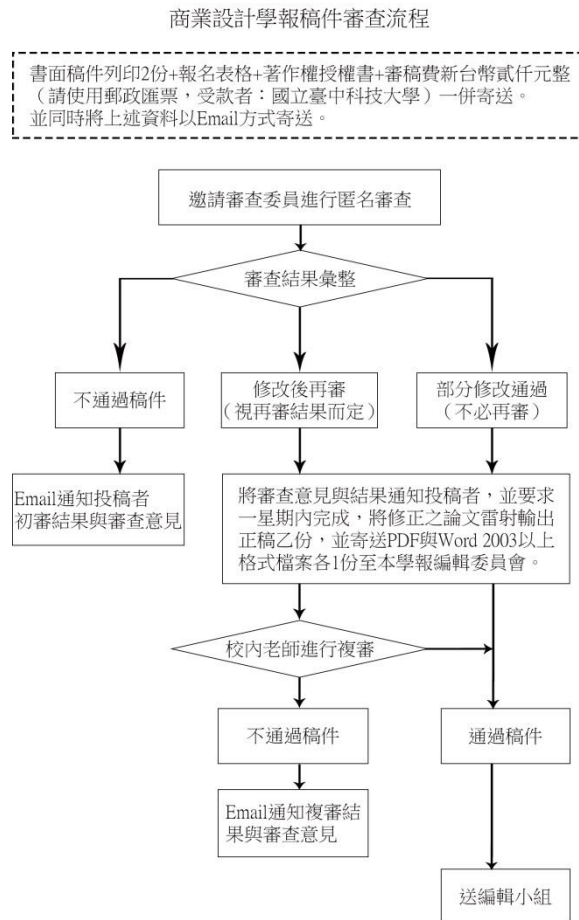 商業設計學報稿件審查流程
書面稿件列印2份+報名表格+著作權授權書+審稿費新台幣貳仟元整
（請使用郵政匯票，受款者：國立臺中科技大學）一併寄送。
並同時將上述資料以Email方式寄送。
邀請審查委員進行匿名審查
審查結果彙整
不通過稿件
修改後再審
（視再審結果而定）
部分修改通過
（不必再審）
Email通知投稿者
初審結果與審查意見
將審查意見與結果通知投稿者，並要求
一星期內完成，將修正之論文雷射輸出
正稿乙份，並寄送PDF與Word 2003以上
格式檔案各1份至本學報編輯委員會。
校內老師進行複審
不通過稿件
通過稿件
Email通知複審結
果與審查意見
送編輯小組